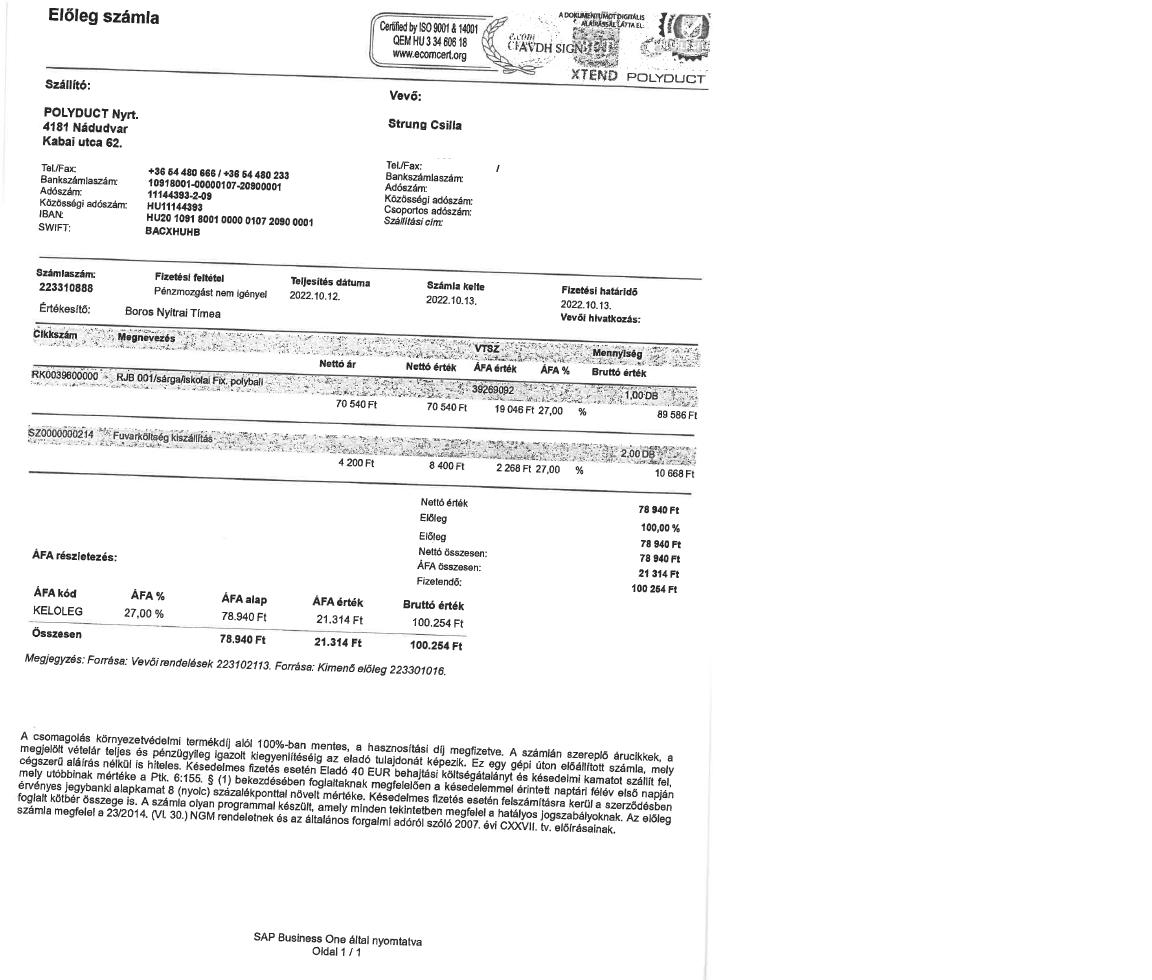 Előleg számla
Certified by ISO 9001 & 14001
QEM HU 3 34 606 18
www.ecomcert.org
e.com
A DOKUMENTUMOT DIGITÁLIS
ALÁÍRÁSSAL LÁTTA EL:
XTEND POLYDUCT
Szállító:
POLYDUCT Nyrt.
4181 Nádudvar
Kabai utca 62.
Tel./Fax: +36 54 480 666 / +36 54 480 233
Bankszámlaszám: 10918001-00000107-20900001
Adószám: 11144393-2-09
Közösségi adószám: HU11144393
IBAN: HU20 1091 8001 0000 0107 2090 0001
SWIFT: BACXHUHB
Vevő:
Strung Csilla
Tel./Fax: /
Bankszámlaszám:
Adószám:
Közösségi adószám:
Csoportos adószám:
Szállítási cím:
Számlaszám: Fizetési feltétel Teljesítés dátuma Számla kelte Fizetési határidő
223310888 Pénzmozgást nem igényel 2022.10.12. 2022.10.13. 2022.10.13.
Értékesítő: Boros Nyitrai Tímea Vevői hivatkozás:
Cikkszám Megnevezés VTSZ Mennyiség
Nettó ár Nettó érték ÁFA érték ÁFA % Bruttó érték
RK0039600000 RJB 001/sárga/iskolai Fix. polyball 39269092 1,00 DB
70 540 Ft 70 540 Ft 19 046 Ft 27,00 % 89 586 Ft
SZ0000000214 Fuvarköltség kiszállítás 2,00 DB
4 200 Ft 8 400 Ft 2 268 Ft 27,00 % 10 668 Ft
Nettó érték 78 940 Ft
Előleg 100,00 %
Előleg 78 940 Ft
Nettó összesen: 78 940 Ft
ÁFA összesen: 21 314 Ft
Fizetendő: 100 254 Ft
ÁFA részletezés:
ÁFA kód ÁFA % ÁFA alap ÁFA érték Bruttó érték
KELOLEG 27,00 % 78.940 Ft 21.314 Ft 100.254 Ft
Összesen 78.940 Ft 21.314 Ft 100.254 Ft
Megjegyzés: Forrása: Vevői rendelések 223102113. Forrása: Kimenő előleg 223301016.
A csomagolás környezetvédelmi termékdíj alól 100%-ban mentes, a hasznosítási díj megfizetve. A számlán szereplő árucikkek, a
megjelölt vételár teljes és pénzügyileg igazolt kiegyenlítéséig az eladó tulajdonát képezik. Ez egy gépi úton előállított számla, mely
cégszerű aláírás nélkül is hiteles. Késedelmes fizetés esetén Eladó 40 EUR behajtási költségátalányt és késedelmi kamatot szállít fel,
mely utóbbinak mértéke a Ptk. 6:155. § (1) bekezdésében foglaltaknak megfelelően a késedelemmel érintett naptári félév első napján
érvényes jegybanki alapkamat 8 (nyolc) százalékponttal növelt mértéke. Késedelmes fizetés esetén felszámításra kerül a szerződésben
foglalt kötbér összege is. A számla olyan programmal készült, amely minden tekintetben megfelel a hatályos jogszabályoknak. Az előleg
számla megfelel a 23/2014. (VI. 30.) NGM rendeletnek és az általános forgalmi adóról szóló 2007. évi CXXVII. tv. előírásainak.
SAP Business One által nyomtatva
Oldal 1 / 1